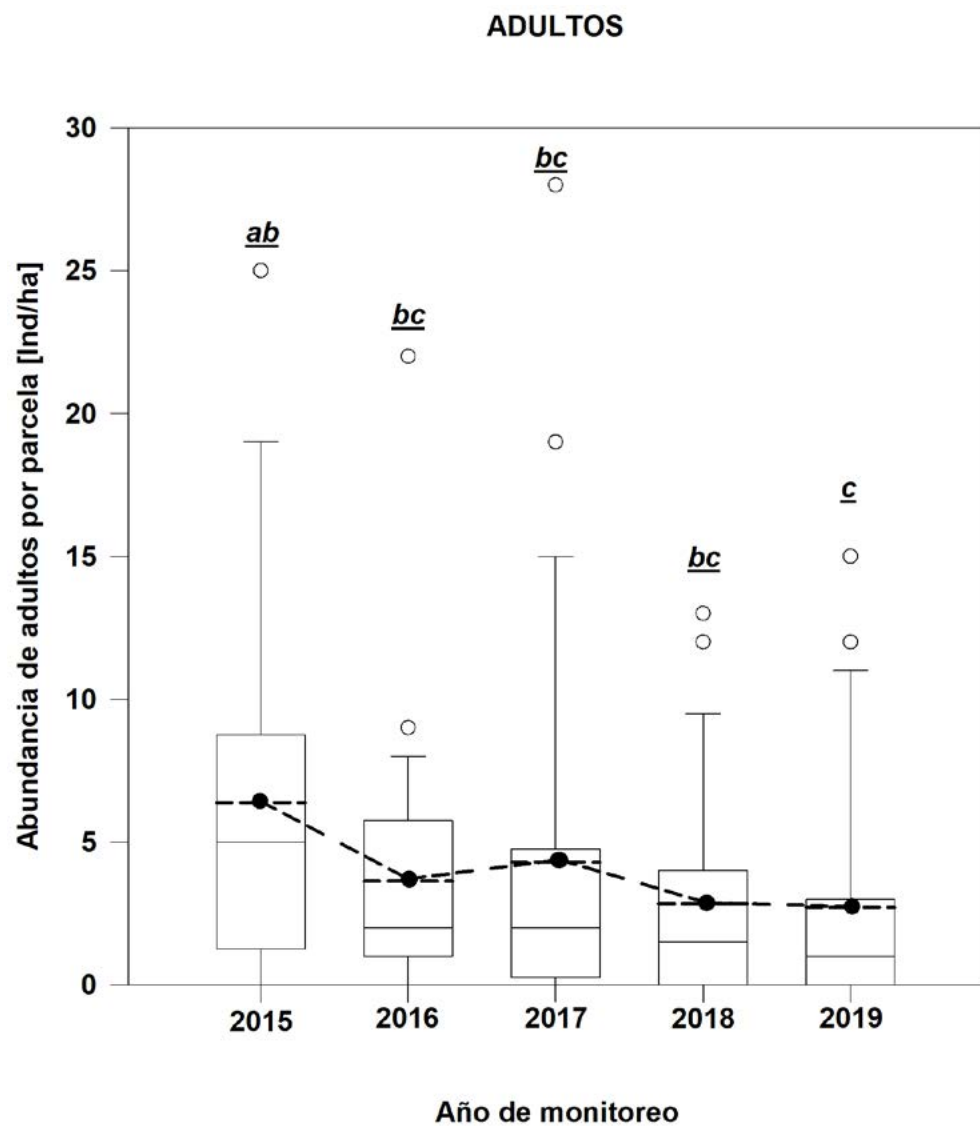 ADULTOS
Abundancia de adultos por parcela [Ind/ha]
30
25
20
15
10
5
0
ab
bc
bc
bc
c
2015
2016
2017
2018
2019
Año de monitoreo